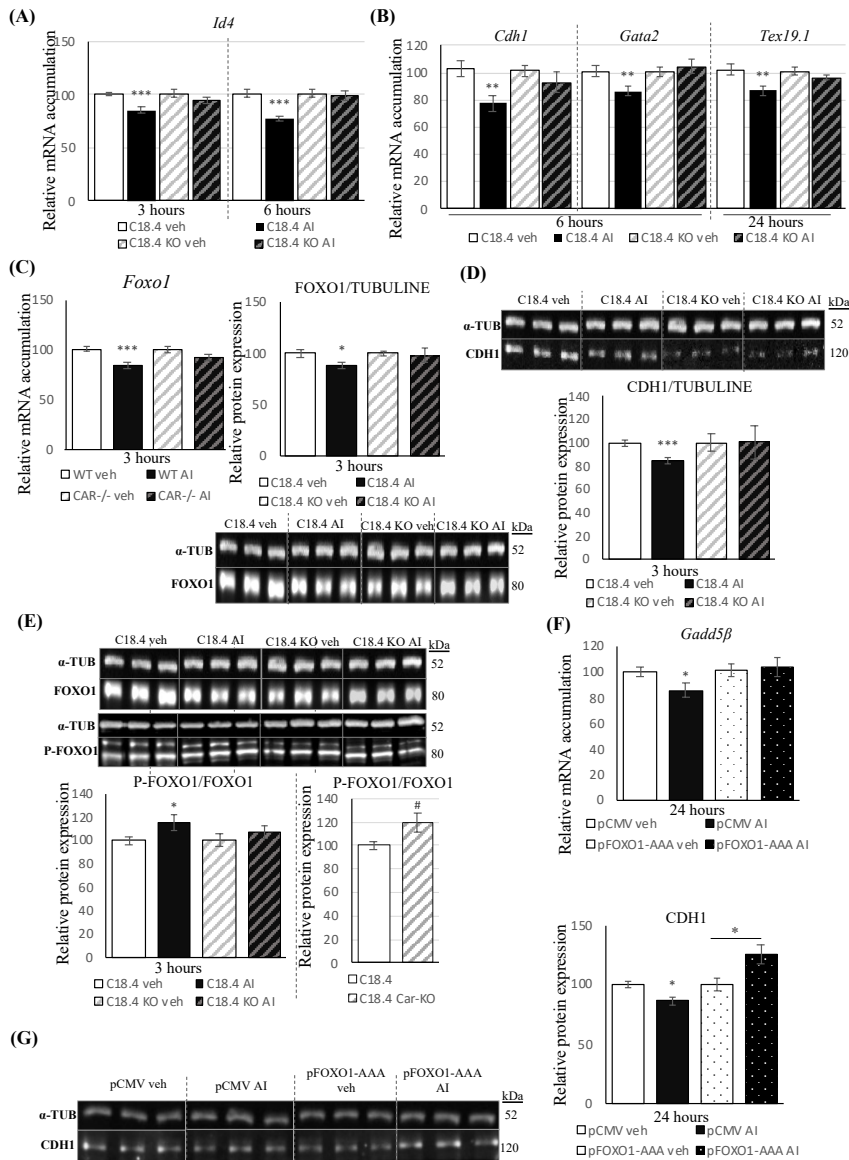 (A)
Id4
Relative mRNA accumulation
150
100
50
0
***
***
3 hours
6 hours
C18.4 veh
C18.4 AI
C18.4 KO veh
C18.4 KO AI
(B)
Cdh1
Gata2
Tex19.1
Relative mRNA accumulation
120
100
80
60
40
20
0
**
**
**
6 hours
24 hours
C18.4 veh
C18.4 AI
C18.4 KO veh
C18.4 KO AI
(C)
Foxo1
Relative mRNA accumulation
150
100
50
0
***
3 hours
WT veh
WT AI
CAR-/- veh
CAR-/- AI
FOXO1/TUBULINE
Relative protein expression
150
100
50
0
*
3 hours
C18.4 veh
C18.4 AI
C18.4 KO veh
C18.4 KO AI
C18.4 veh
C18.4 AI
C18.4 KO veh
C18.4 KO AI
kDa
α-TUB
52
FOXO1
80
(D)
C18.4 veh
C18.4 AI
C18.4 KO veh
C18.4 KO AI
kDa
α-TUB
52
CDH1
120
CDH1/TUBULINE
Relative protein expression
140
120
100
80
60
40
20
0
***
3 hours
C18.4 veh
C18.4 AI
C18.4 KO veh
C18.4 KO AI
(E)
C18.4 veh
C18.4 AI
C18.4 KO veh
C18.4 KO AI
kDa
α-TUB
52
FOXO1
80
α-TUB
52
P-FOXO1
80
P-FOXO1/FOXO1
Relative protein expression
140
120
100
80
60
40
20
0
*
3 hours
C18.4 veh
C18.4 AI
C18.4 KO veh
C18.4 KO AI
P-FOXO1/FOXO1
Relative protein expression
140
120
100
80
60
40
20
0
#
C18.4
C18.4 Car-KO
(F)
Gadd5β
Relative mRNA accumulation
120
100
80
60
40
20
0
*
24 hours
pCMV veh
pCMV AI
pFOXO1-AAA veh
pFOXO1-AAA AI
CDH1
Relative protein expression
150
100
50
0
*
*
24 hours
pCMV veh
pCMV AI
pFOXO1-AAA veh
pFOXO1-AAA AI
(G)
pCMV veh
pCMV AI
pFOXO1-AAA
veh
pFOXO1-AAA
AI
kDa
α-TUB
52
CDH1
120